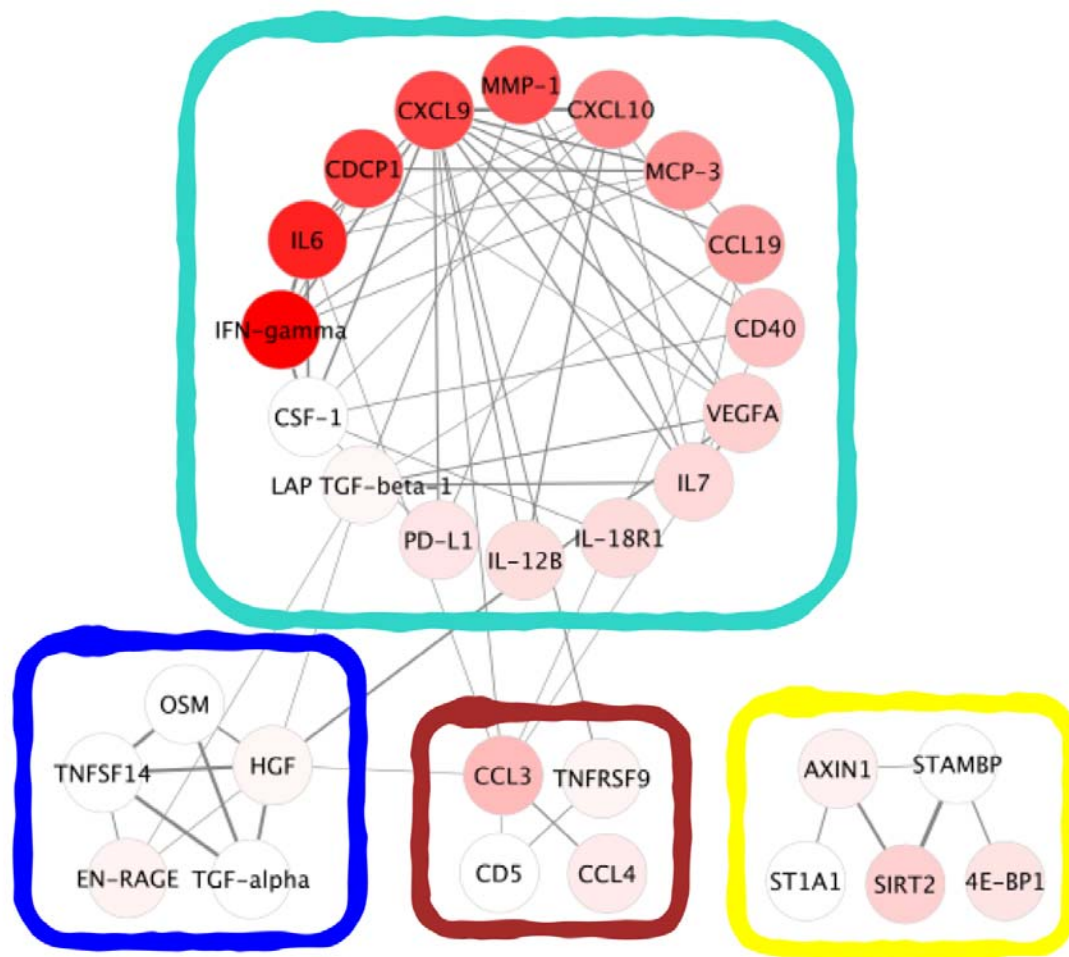 MMP-1
CXCL9
CXCL10
CDCP1
MCP-3
IL6
CCL19
IFN-gamma
CD40
CSF-1
VEGFA
LAP TGF-beta-1
IL7
PD-L1
IL-12B
IL-18R1
OSM
TNFSF14
HGF
EN-RAGE
TGF-alpha
CCL3
TNFRSF9
CD5
CCL4
AXIN1
STAMBP
ST1A1
SIRT2
4E-BP1